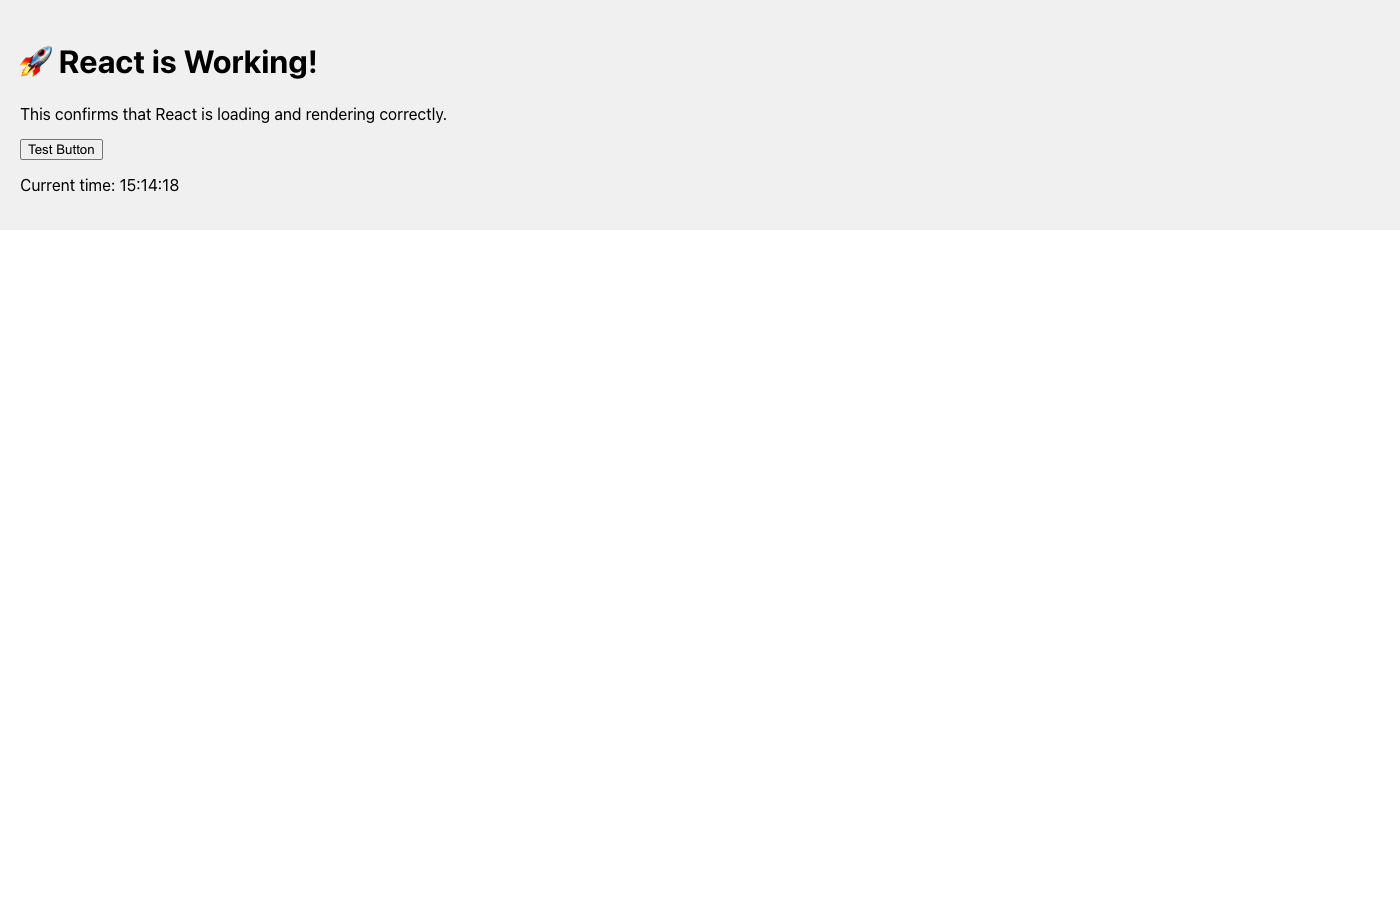 🚀 React is Working!
This confirms that React is loading and rendering correctly.
Test Button
Current time: 15:14:18